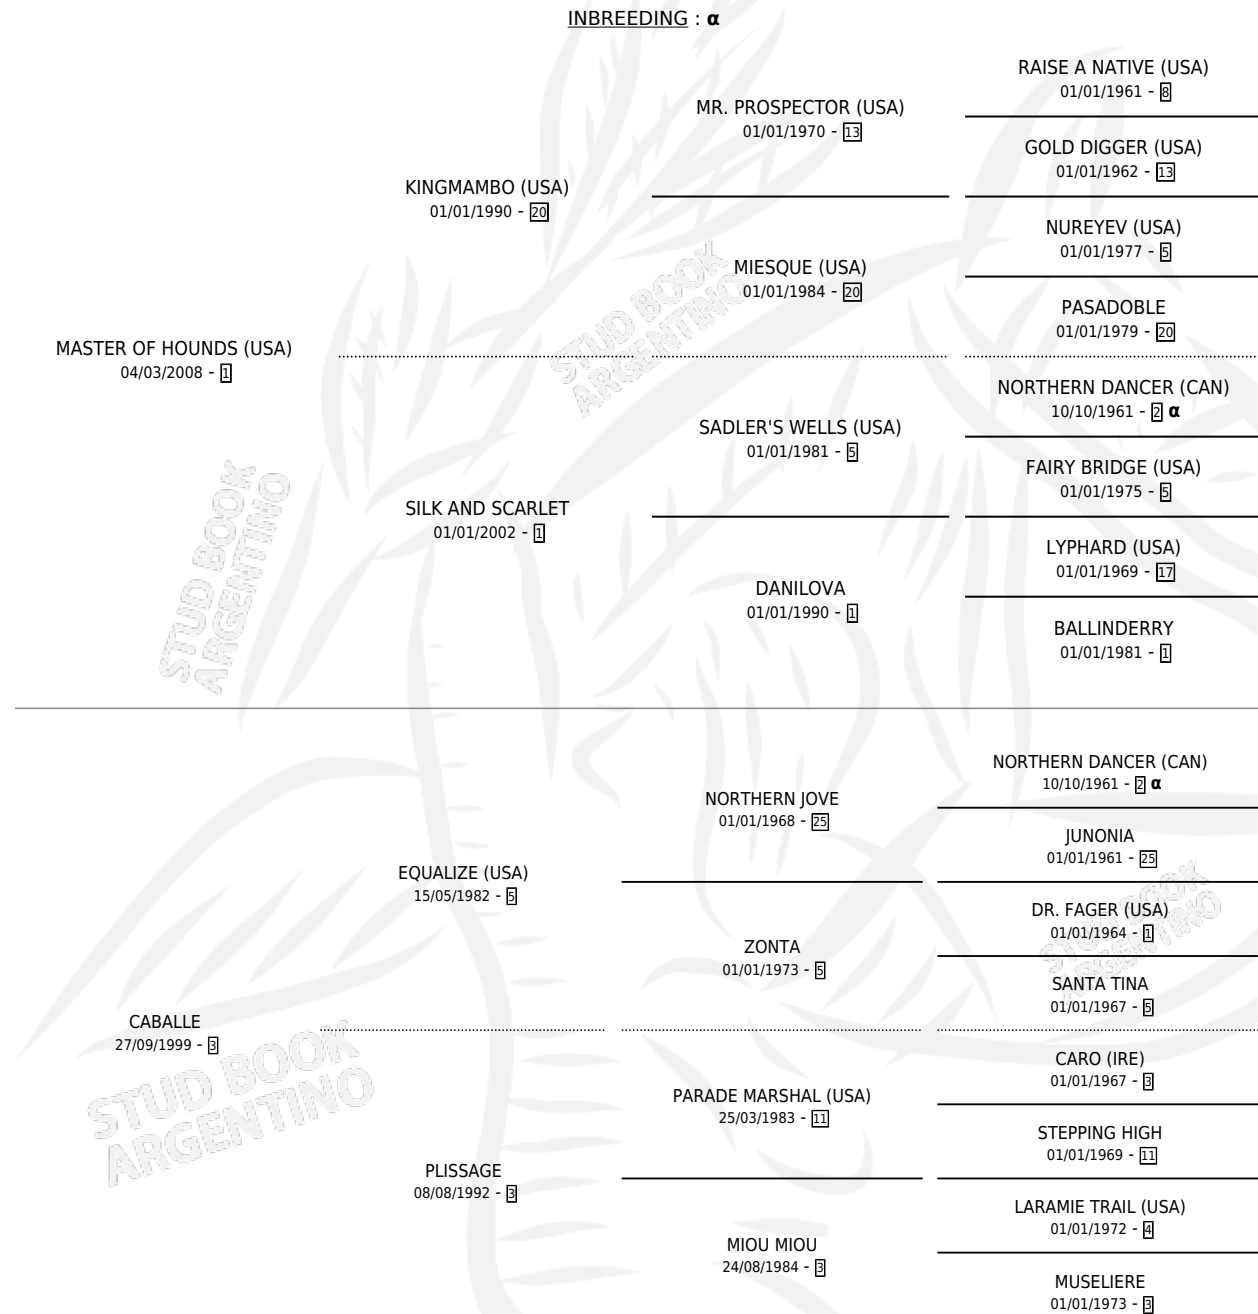 INBREEDING : α
RAISE A NATIVE (USA)
01/01/1961 - 8
MR. PROSPECTOR (USA)
01/01/1970 - 13
GOLD DIGGER (USA)
01/01/1962 - 13
KINGMAMBO (USA)
01/01/1990 - 20
NUREYEV (USA)
01/01/1977 - 5
MIESQUE (USA)
01/01/1984 - 20
PASADOBLE
01/01/1979 - 20
MASTER OF HOUNDS (USA)
04/03/2008 - 1
NORTHERN DANCER (CAN)
10/10/1961 - 2 α
SADLER'S WELLS (USA)
01/01/1981 - 5
FAIRY BRIDGE (USA)
01/01/1975 - 5
SILK AND SCARLET
01/01/2002 - 1
LYPHARD (USA)
01/01/1969 - 17
DANILOVA
01/01/1990 - 1
BALLINDERRY
01/01/1981 - 1
NORTHERN DANCER (CAN)
10/10/1961 - 2 α
NORTHERN JOVE
01/01/1968 - 25
JUNONIA
01/01/1961 - 25
EQUALIZE (USA)
15/05/1982 - 5
DR. FAGER (USA)
01/01/1964 - 1
ZONTA
01/01/1973 - 5
SANTA TINA
01/01/1967 - 5
CABALLE
27/09/1999 - 3
CARO (IRE)
01/01/1967 - 3
PARADE MARSHAL (USA)
25/03/1983 - 11
STEPPING HIGH
01/01/1969 - 11
PLISSAGE
08/08/1992 - 3
LARAMIE TRAIL (USA)
01/01/1972 - 4
MIOU MIOU
24/08/1984 - 3
MUSELIERE
01/01/1973 - 3
STUD BOOK
ARGENTINO
STUD BOOK
ARGENTINO
STUD BOOK
ARGENTINO
STUD BOOK
ARGENTINO